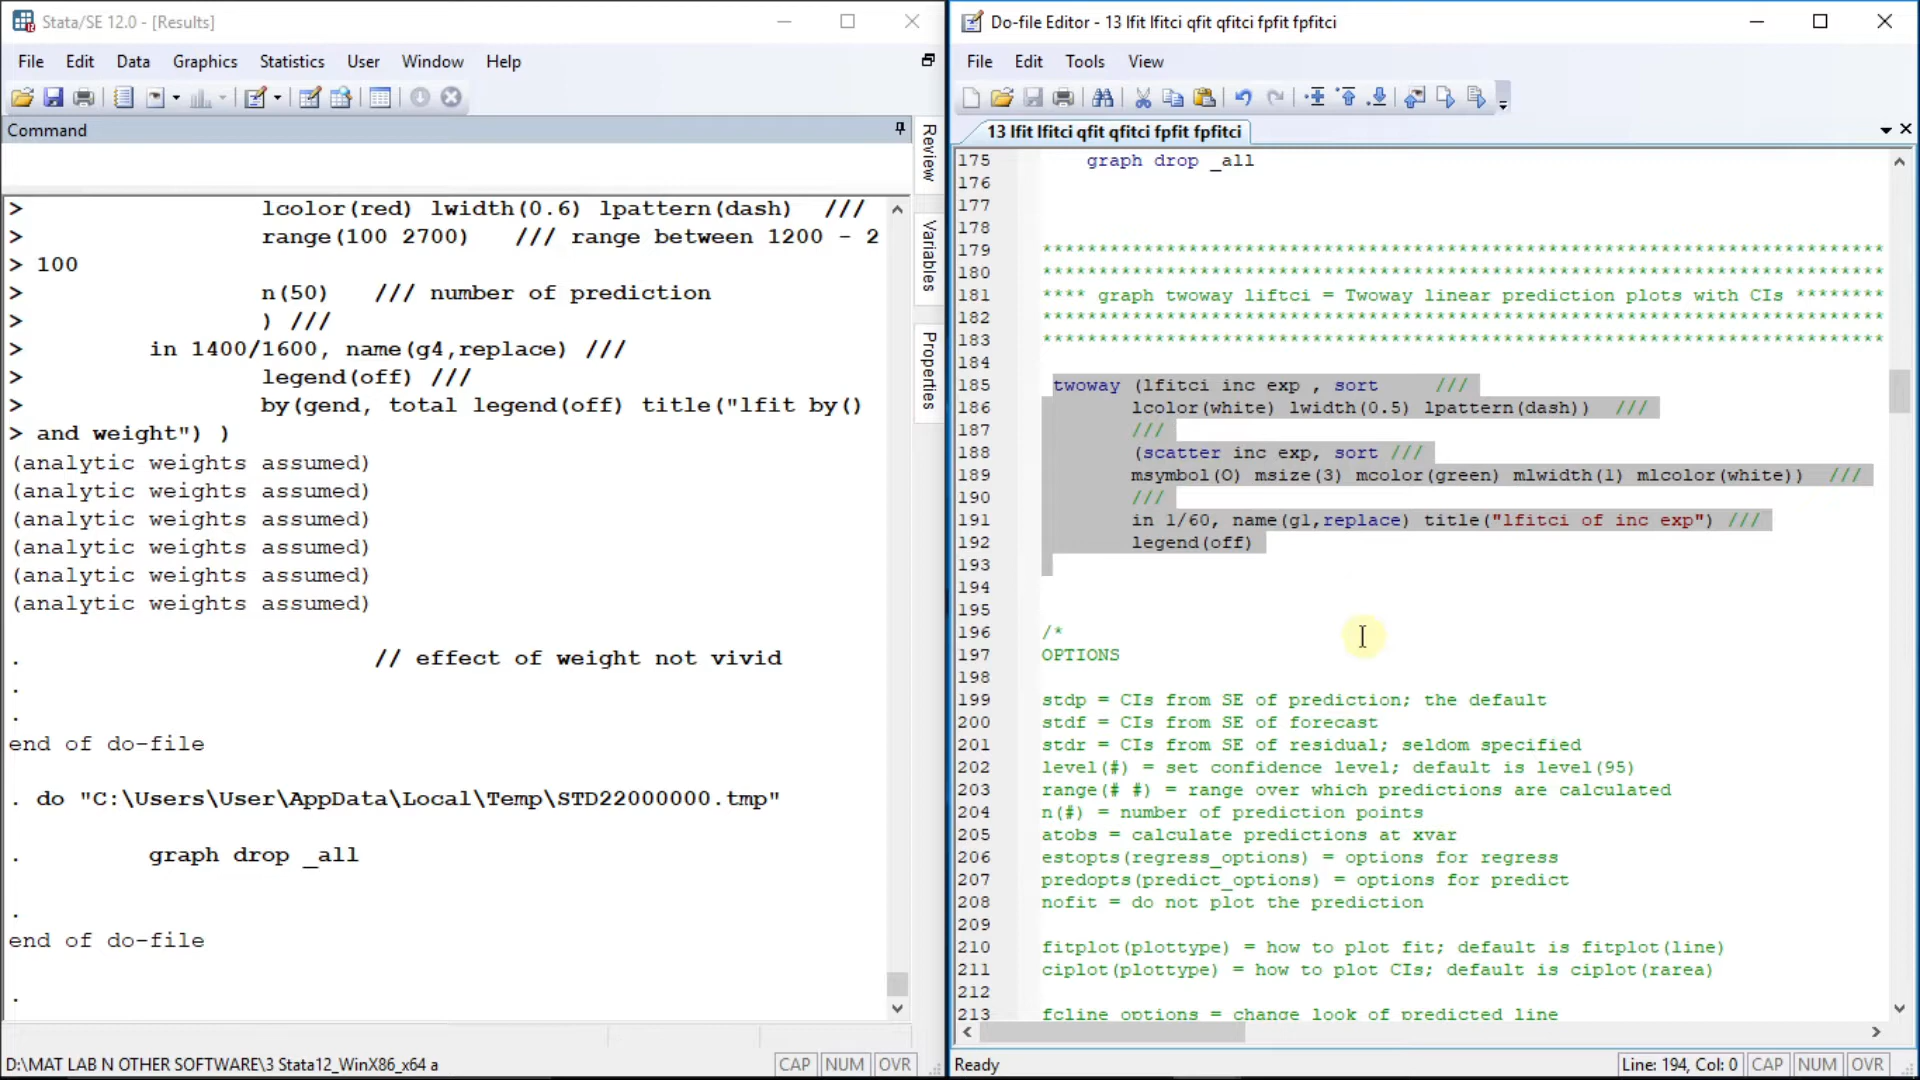 Stata/SE 12.0 - [Results]
File Edit Data Graphics Statistics User Window Help
Command
Review
Variables
Properties
> lcolor(red) lwidth(0.6) lpattern(dash) ///
> range(100 2700) /// range between 1200 - 2
> 100
> n(50) /// number of prediction
> ) ///
> in 1400/1600, name(g4,replace) ///
> legend(off) ///
> by(gend, total legend(off) title("lfit by()
> and weight") )
(analytic weights assumed)
(analytic weights assumed)
(analytic weights assumed)
(analytic weights assumed)
(analytic weights assumed)
(analytic weights assumed)
. // effect of weight not vivid
.
.
end of do-file
. do "C:\Users\User\AppData\Local\Temp\STD22000000.tmp"
. graph drop _all
.
end of do-file
.
D:\MAT LAB N OTHER SOFTWARE\3 Stata12_WinX86_x64 a
CAP NUM OVR
Do-file Editor - 13 lfit lfitci qfit qfitci fpfit fpfitci
File Edit Tools View
13 lfit lfitci qfit qfitci fpfit fpfitci
175 graph drop _all
176
177
178
179 ***************************************************************************
180 ***************************************************************************
181 **** graph twoway liftci = Twoway linear prediction plots with CIs ********
182 ***************************************************************************
183 ***************************************************************************
184
185 twoway (lfitci inc exp , sort ///
186 lcolor(white) lwidth(0.5) lpattern(dash)) ///
187 ///
188 (scatter inc exp, sort ///
189 msymbol(O) msize(3) mcolor(green) mlwidth(1) mlcolor(white)) ///
190 ///
191 in 1/60, name(g1,replace) title("lfitci of inc exp") ///
192 legend(off)
193
194
195
196 /*
197 OPTIONS
198
199 stdp = CIs from SE of prediction; the default
200 stdf = CIs from SE of forecast
201 stdr = CIs from SE of residual; seldom specified
202 level(#) = set confidence level; default is level(95)
203 range(# #) = range over which predictions are calculated
204 n(#) = number of prediction points
205 atobs = calculate predictions at xvar
206 estopts(regress_options) = options for regress
207 predopts(predict_options) = options for predict
208 nofit = do not plot the prediction
209
210 fitplot(plottype) = how to plot fit; default is fitplot(line)
211 ciplot(plottype) = how to plot CIs; default is ciplot(rarea)
212
213 fcline_options = change look of predicted line
Ready
Line: 194, Col: 0 CAP NUM OVR